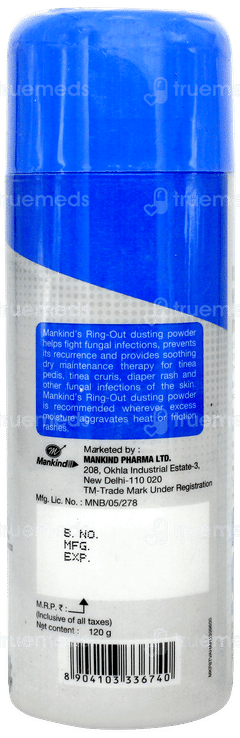 truemeds
Mankind's Ring-Out dusting powder
helps fight fungal infections, prevents
its recurrence and provides soothing
dry maintenance therapy for tinea
pedis, tinea cruris, diaper rash and
other fungal infections of the skin.
Mankind's Ring-Out dusting powder
is recommended wherever excess
moisture aggravates heat or friction
rashes.
Mankind
Marketed by :
MANKIND PHARMA LTD.
208, Okhla Industrial Estate-3,
New Delhi-110 020
TM-Trade Mark Under Registration
Mfg. Lic. No. : MNB/05/278
B. NO.
MFG.
EXP.
M.R.P. ₹ :
(Inclusive of all taxes)
Net content : 120 g
8 904103 336740